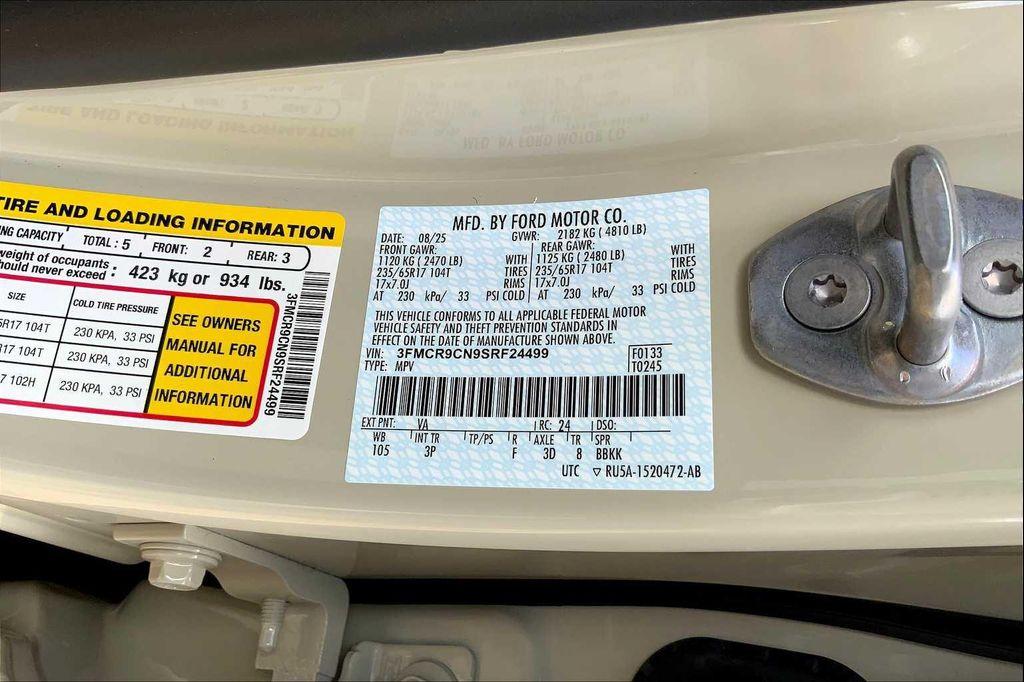 TIRE AND LOADING INFORMATION
CAPACITY TOTAL : 5 FRONT: 2 REAR: 3
weight of occupants
should never exceed : 423 kg or 934 lbs.
SIZE COLD TIRE PRESSURE
104T 230 KPA, 33 PSI
R17 104T 230 KPA, 33 PSI
102H 230 KPA, 33 PSI
SEE OWNERS
MANUAL FOR
ADDITIONAL
INFORMATION
3FMCR9CN9SRF24499
MFD. BY FORD MOTOR CO.
DATE: 08/25 GVWR: 2182 KG ( 4810 LB)
FRONT GAWR: REAR GAWR:
1120 KG ( 2470 LB) WITH 1125 KG ( 2480 LB) WITH
235/65R17 104T TIRES 235/65R17 104T TIRES
17x7.0J RIMS 17x7.0J RIMS
AT 230 kPa/ 33 PSI COLD AT 230 kPa/ 33 PSI COLD
THIS VEHICLE CONFORMS TO ALL APPLICABLE FEDERAL MOTOR
VEHICLE SAFETY AND THEFT PREVENTION STANDARDS IN
EFFECT ON THE DATE OF MANUFACTURE SHOWN ABOVE.
VIN: 3FMCR9CN9SRF24499 F0133
TYPE: MPV T0245
EXT PNT: VA RC: 24 DSO:
WB INT TR TP/PS R AXLE TR SPR
105 3P F 3D 8 BBKK
UTC ▽ RU5A-1520472-AB